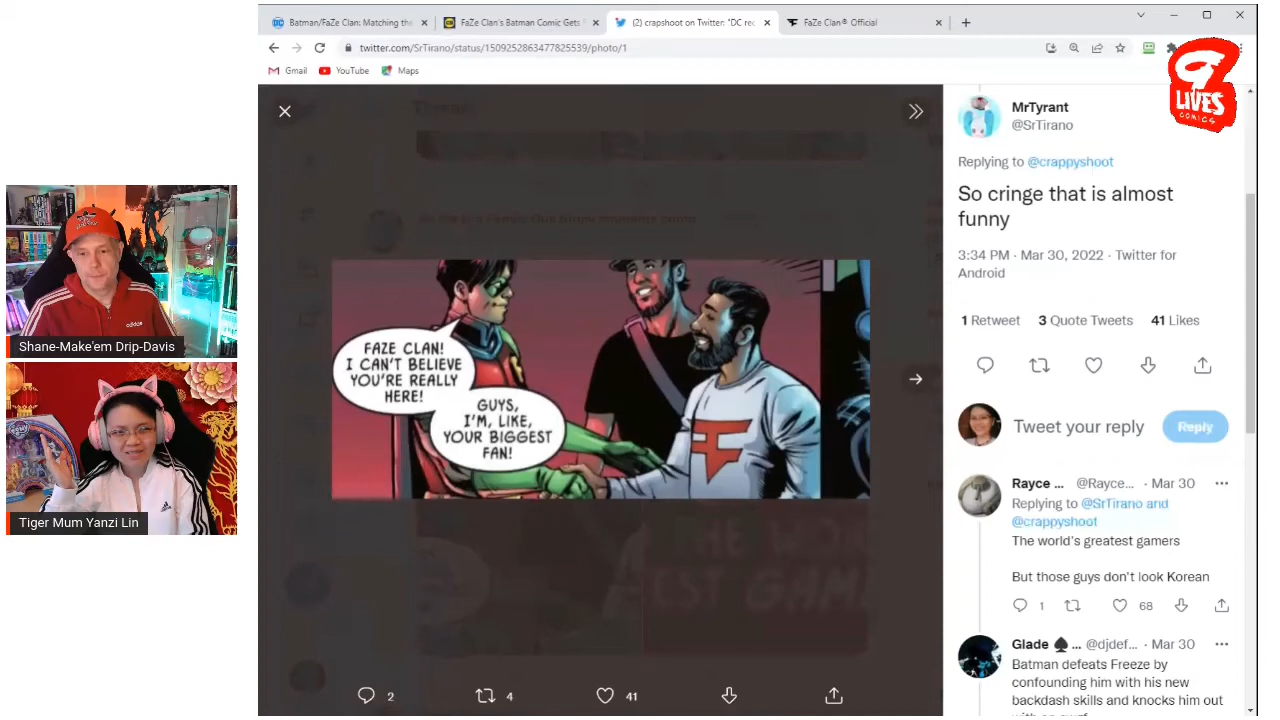 Batman/FaZe Clan: Matching the
FaZe Clan's Batman Comic Gets
(2) crapshoot on Twitter: "DC rec
FaZe Clan® Official
twitter.com/SrTirano/status/1509252863477825539/photo/1
Gmail
YouTube
Maps
9
LIVES
COMICS
MrTyrant
@SrTirano
Replying to @crappyshoot
So cringe that is almost
funny
3:34 PM · Mar 30, 2022 · Twitter for
Android
1 Retweet 3 Quote Tweets 41 Likes
Tweet your reply
Reply
Rayce ... @Rayce... · Mar 30
Replying to @SrTirano and
@crappyshoot
The world's greatest gamers
But those guys don't look Korean
1 68
Glade ♠ ... @djdef... · Mar 30
Batman defeats Freeze by
confounding him with his new
backdash skills and knocks him out
FAZE CLAN!
I CAN'T BELIEVE
YOU'RE REALLY
HERE!
GUYS,
I'M, LIKE,
YOUR BIGGEST
FAN!
2 4 41
Shane-Make'em Drip-Davis
adidas
Tiger Mum Yanzi Lin